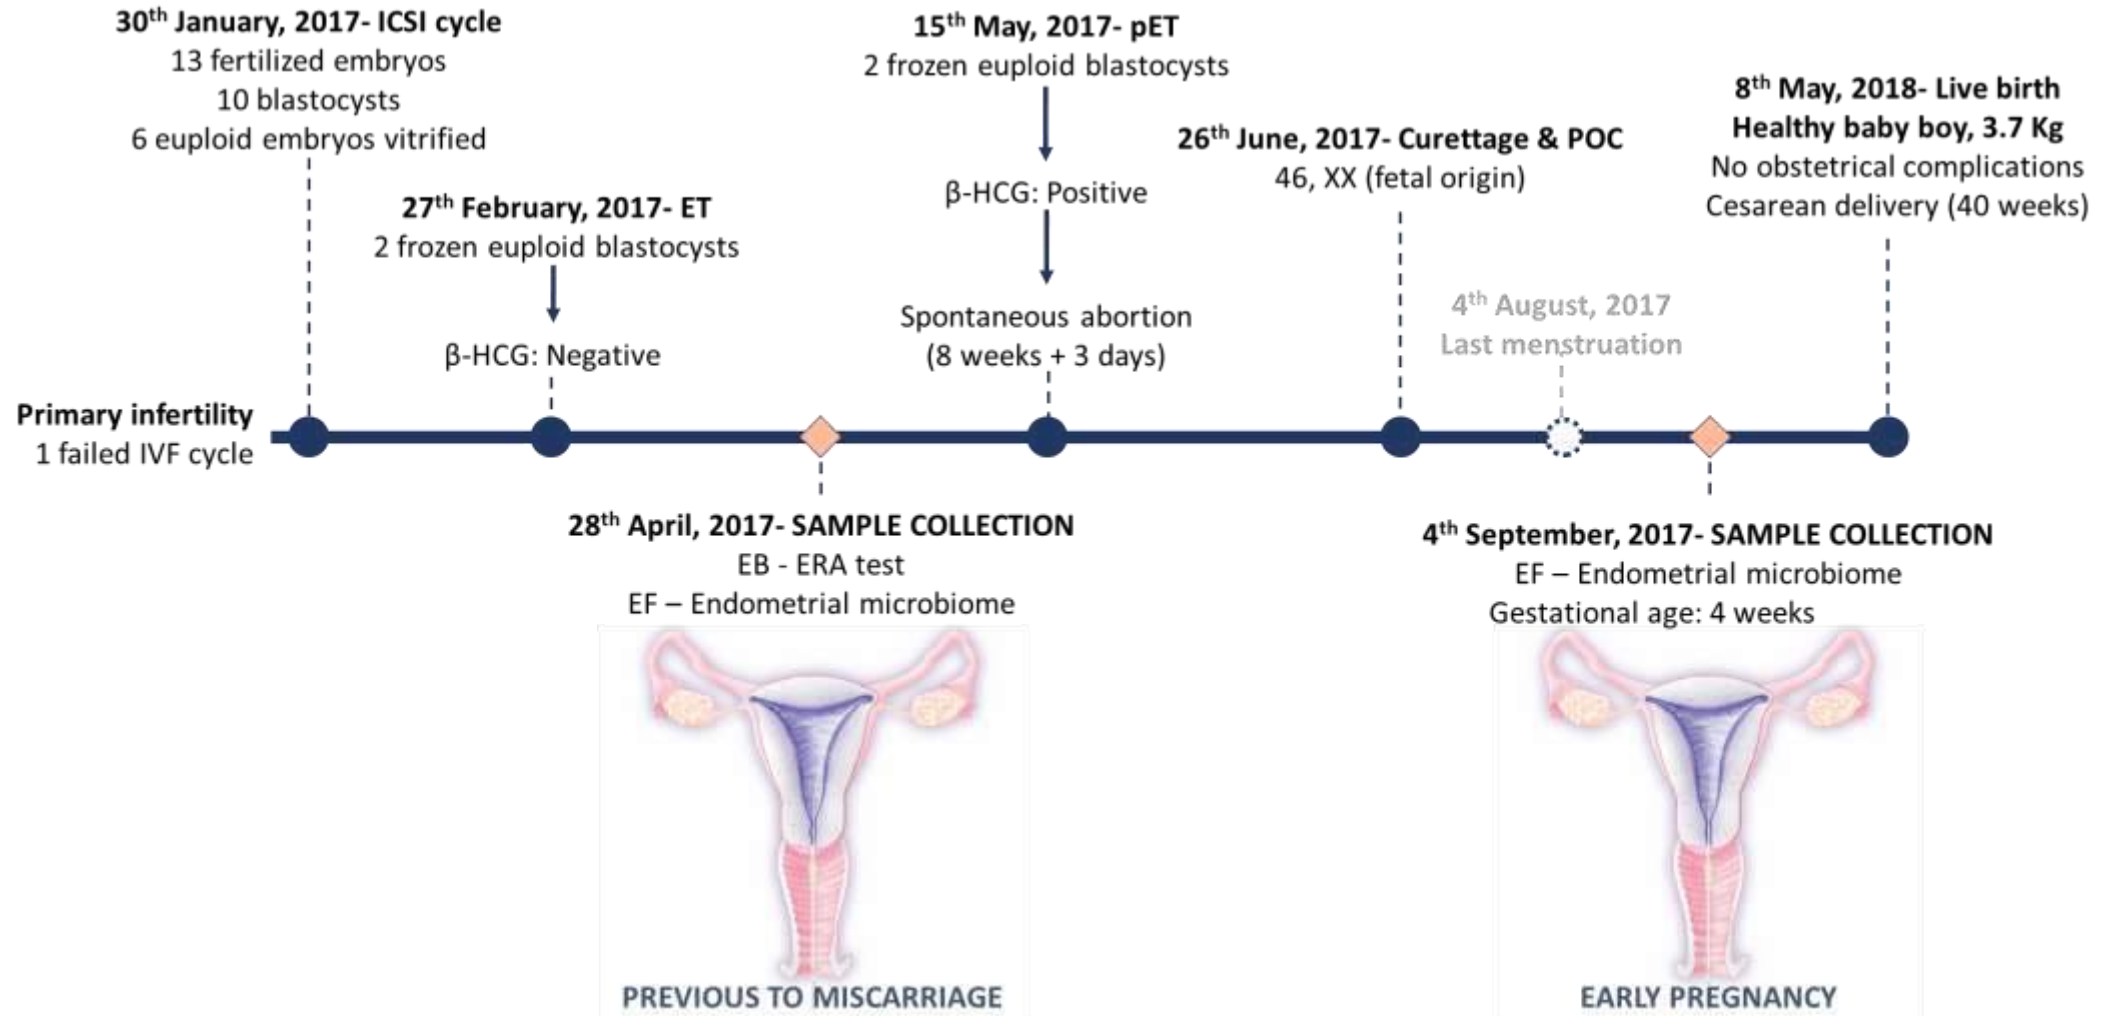 30th January, 2017- ICSI cycle
13 fertilized embryos
10 blastocysts
6 euploid embryos vitrified
27th February, 2017- ET
2 frozen euploid blastocysts
β-HCG: Negative
15th May, 2017- pET
2 frozen euploid blastocysts
β-HCG: Positive
Spontaneous abortion
(8 weeks + 3 days)
26th June, 2017- Curettage & POC
46, XX (fetal origin)
4th August, 2017
Last menstruation
8th May, 2018- Live birth
Healthy baby boy, 3.7 Kg
No obstetrical complications
Cesarean delivery (40 weeks)
Primary infertility
1 failed IVF cycle
28th April, 2017- SAMPLE COLLECTION
EB - ERA test
EF – Endometrial microbiome
PREVIOUS TO MISCARRIAGE
4th September, 2017- SAMPLE COLLECTION
EF – Endometrial microbiome
Gestational age: 4 weeks
EARLY PREGNANCY